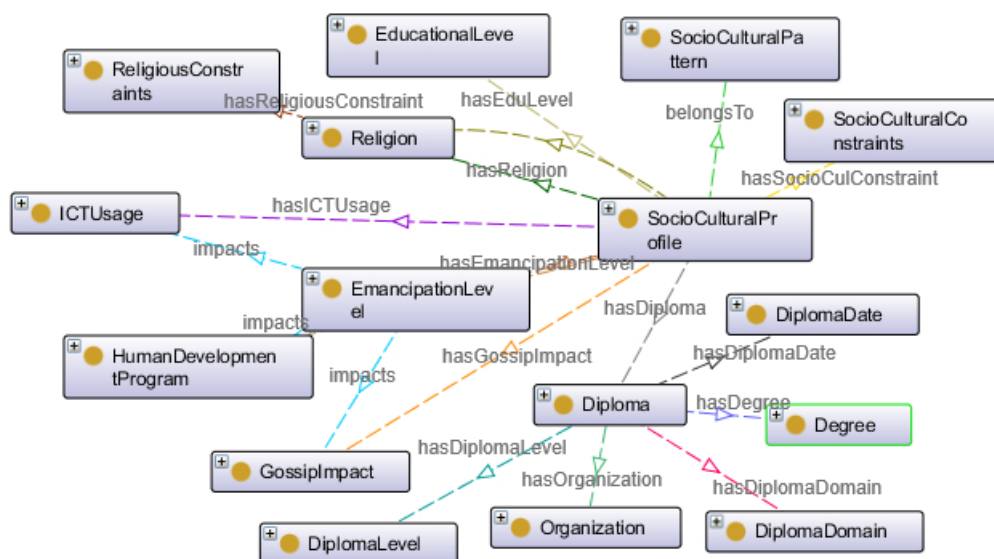 EducationalLeve
l
SocioCulturalPa
ttern
ReligiousConstr
aints
hasReligiousConstraint
hasEduLevel
belongsTo
SocioCulturalCo
nstraints
Religion
hasReligion
hasSocioCulConstraint
ICTUsage
hasICTUsage
SocioCulturalPr
ofile
impacts
hasEmancipationLevel
EmancipationLev
el
hasDiploma
DiplomaDate
impacts
HumanDevelopmen
tProgram
hasGossipImpact
hasDiplomaDate
impacts
Diploma
hasDegree
Degree
hasDiplomaLevel
GossipImpact
hasOrganization
hasDiplomaDomain
DiplomaLevel
Organization
DiplomaDomain